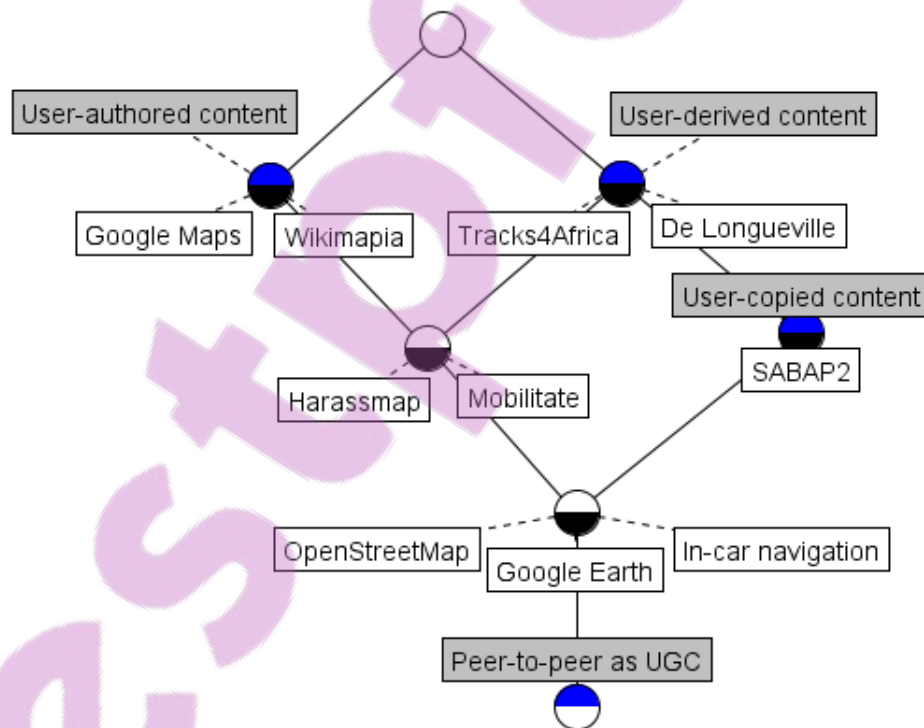 User-authored content
User-derived content
Google Maps
Wikimapia
Tracks4Africa
De Longueville
User-copied content
SABAP2
Harassmap
Mobilitate
OpenStreetMap
Google Earth
In-car navigation
Peer-to-peer as UGC